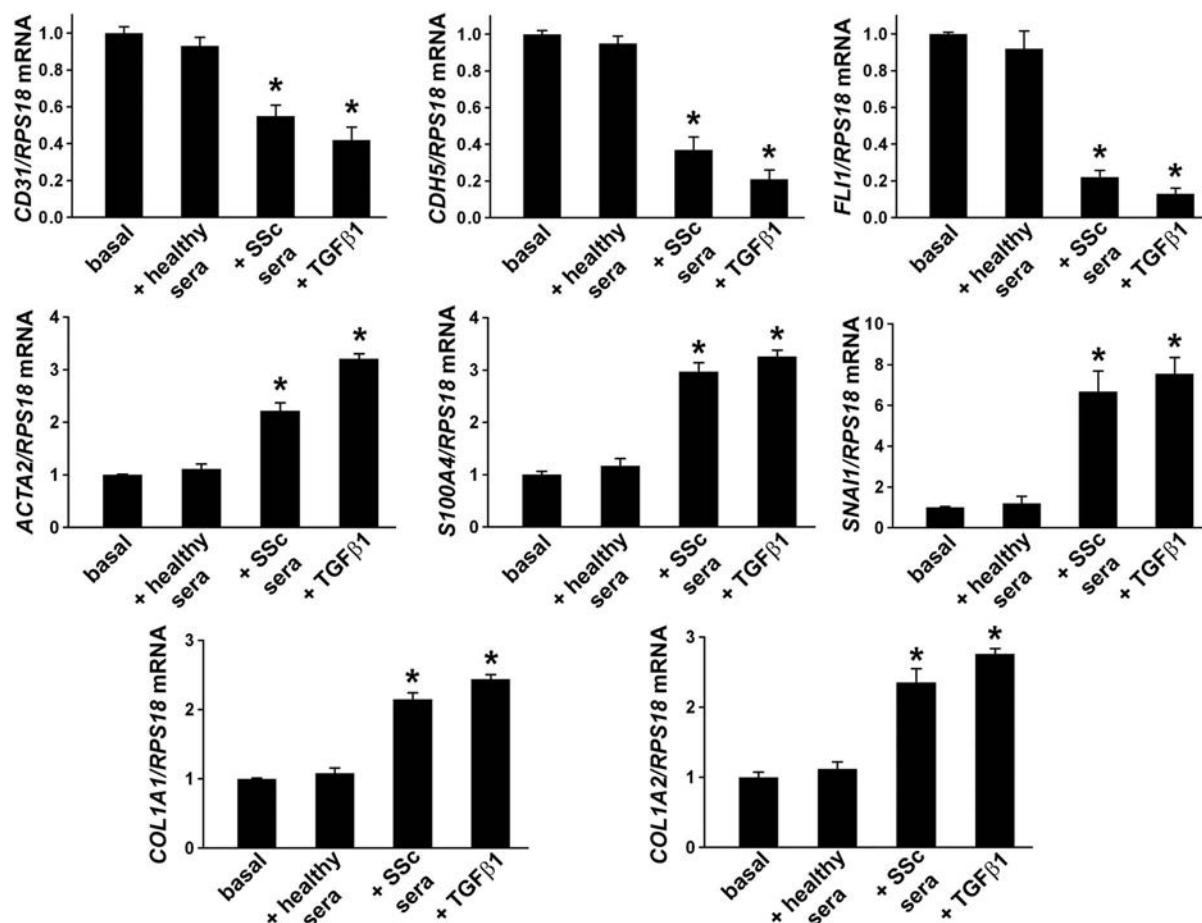 CD31/RPS18 mRNA
1.0
0.8
0.6
0.4
0.2
0.0
*
*
basal
+ healthy
sera
+ SSc
sera
+ TGFβ1
CDH5/RPS18 mRNA
1.0
0.8
0.6
0.4
0.2
0.0
*
*
basal
+ healthy
sera
+ SSc
sera
+ TGFβ1
FLI1/RPS18 mRNA
1.0
0.8
0.6
0.4
0.2
0.0
*
*
basal
+ healthy
sera
+ SSc
sera
+ TGFβ1
ACTA2/RPS18 mRNA
4
3
2
1
0
*
*
basal
+ healthy
sera
+ SSc
sera
+ TGFβ1
S100A4/RPS18 mRNA
4
3
2
1
0
*
*
basal
+ healthy
sera
+ SSc
sera
+ TGFβ1
SNAI1/RPS18 mRNA
10
8
6
4
2
0
*
*
basal
+ healthy
sera
+ SSc
sera
+ TGFβ1
COL1A1/RPS18 mRNA
3
2
1
0
*
*
basal
+ healthy
sera
+ SSc
sera
+ TGFβ1
COL1A2/RPS18 mRNA
3
2
1
0
*
*
basal
+ healthy
sera
+ SSc
sera
+ TGFβ1